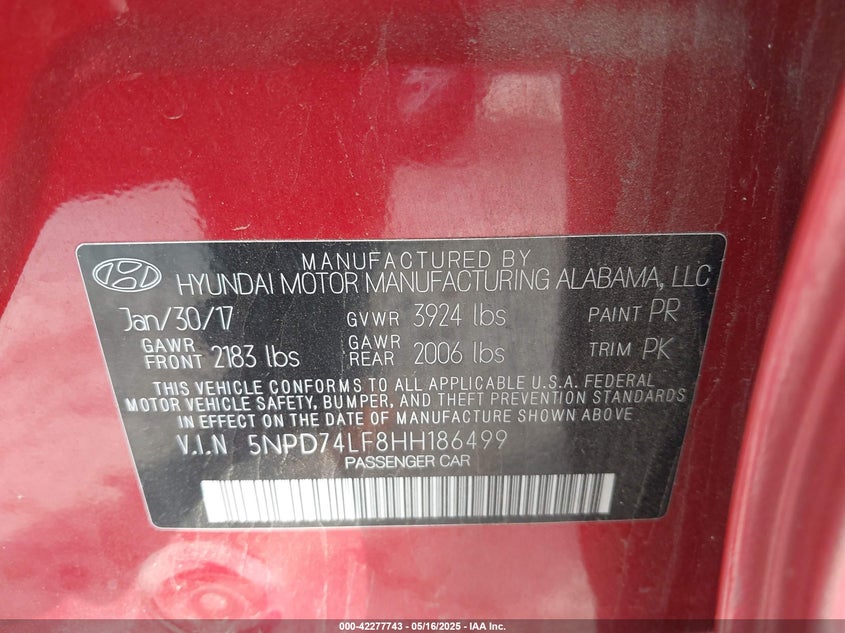 MANUFACTURED BY
HYUNDAI MOTOR MANUFACTURING ALABAMA, LLC
Jan/30/17 GVWR 3924 lbs PAINT PR
GAWR FRONT 2183 lbs GAWR REAR 2006 lbs TRIM PK
THIS VEHICLE CONFORMS TO ALL APPLICABLE U.S.A. FEDERAL
MOTOR VEHICLE SAFETY, BUMPER, AND THEFT PREVENTION STANDARDS
IN EFFECT ON THE DATE OF MANUFACTURE SHOWN ABOVE
V.I.N 5NPD74LF8HH186499
PASSENGER CAR
000-42277743 - 05/16/2025 - IAA Inc.